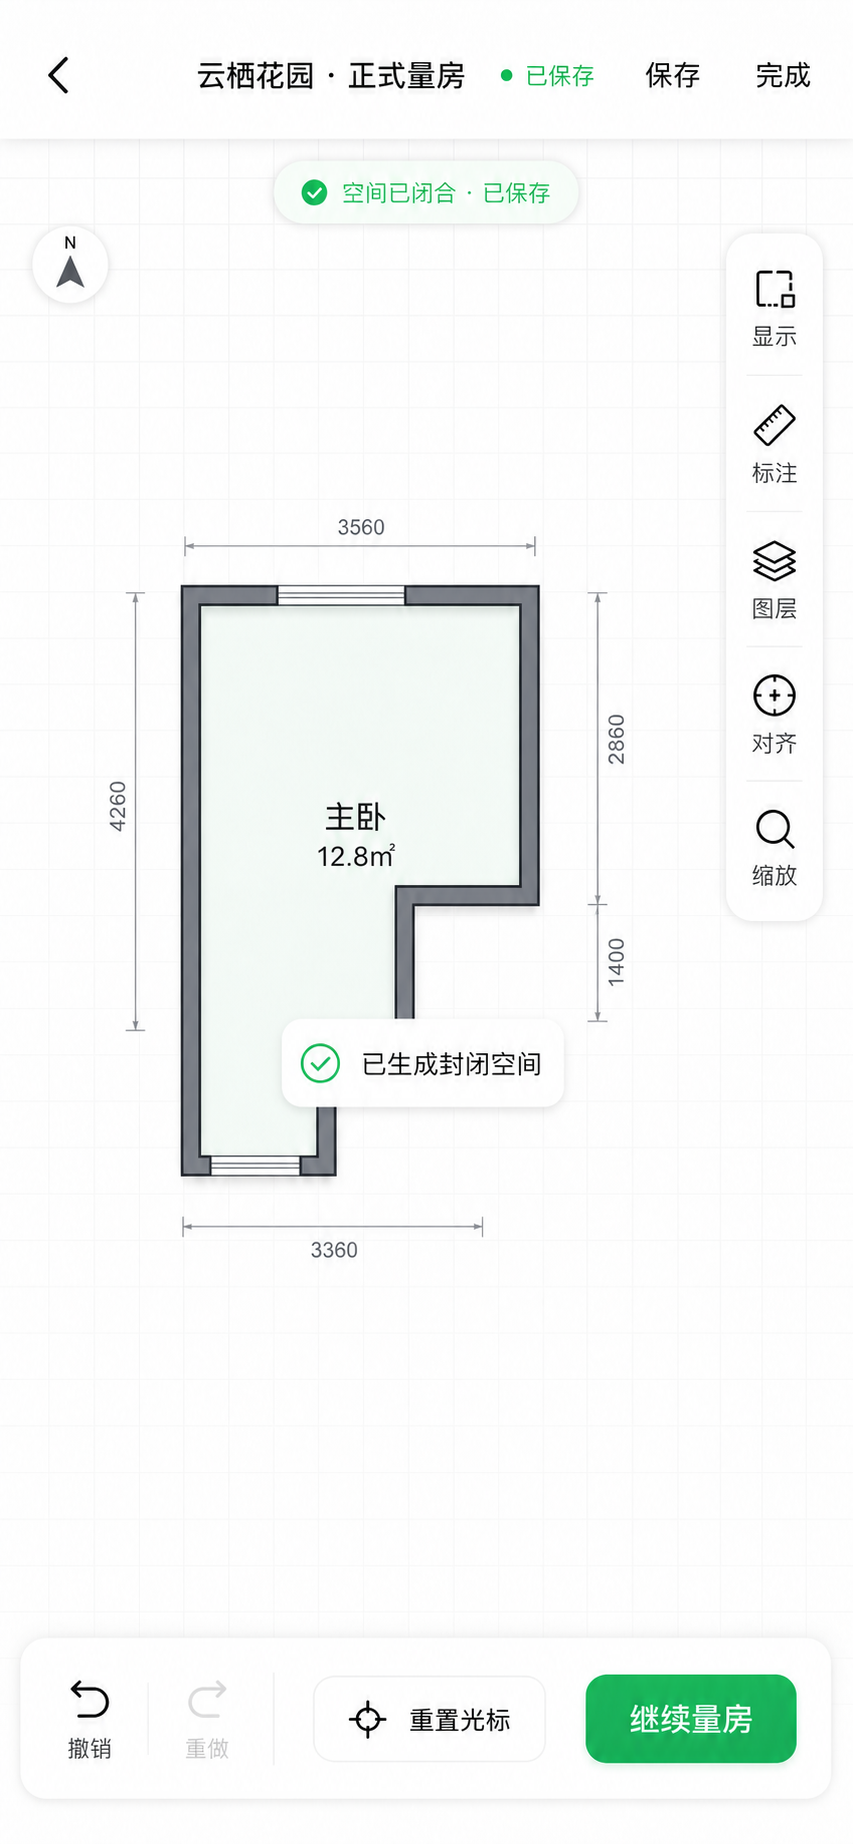 云栖花园 · 正式量房
已保存
保存
完成
空间已闭合 · 已保存
N
显示
标注
图层
对齐
缩放
3560
4260
2860
主卧
12.8㎡
1400
已生成封闭空间
3360
撤销
重做
重置光标
继续量房